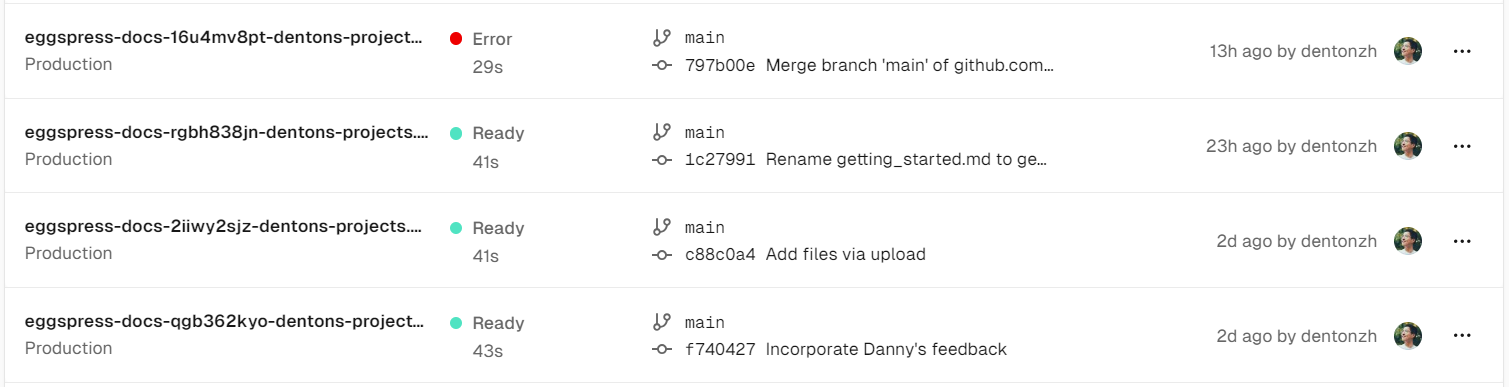 eggspress-docs-16u4mv8pt-dentons-project…
Error
main
Production
29s
797b00e Merge branch 'main' of github.com…
13h ago by dentonzh
eggspress-docs-rgbh838jn-dentons-projects.…
Ready
main
Production
41s
1c27991 Rename getting_started.md to ge…
23h ago by dentonzh
eggspress-docs-2iiwy2sjz-dentons-projects.…
Ready
main
Production
41s
c88c0a4 Add files via upload
2d ago by dentonzh
eggspress-docs-qgb362kyo-dentons-project…
Ready
main
Production
43s
f740427 Incorporate Danny's feedback
2d ago by dentonzh